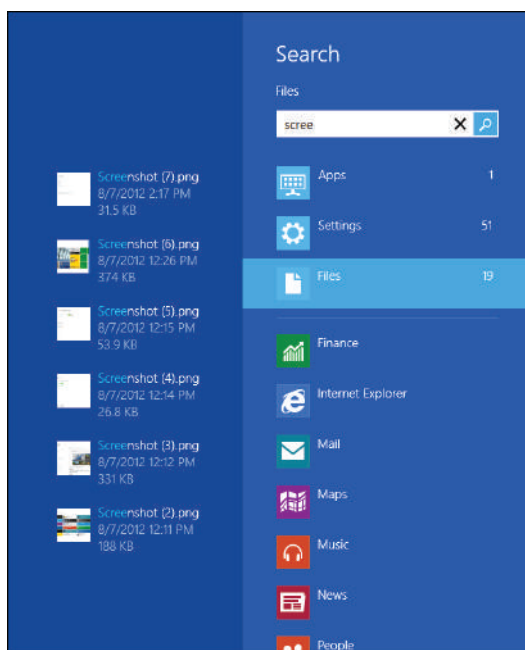 Search
Files
scree
Apps 1
Settings 51
Files 19
Finance
Internet Explorer
Mail
Maps
Music
News
People
Screenshot (7).png
8/7/2012 2:17 PM
31.5 KB
Screenshot (6).png
8/7/2012 12:26 PM
374 KB
Screenshot (5).png
8/7/2012 12:15 PM
53.9 KB
Screenshot (4).png
8/7/2012 12:14 PM
26.8 KB
Screenshot (3).png
8/7/2012 12:12 PM
331 KB
Screenshot (2).png
8/7/2012 12:11 PM
188 KB